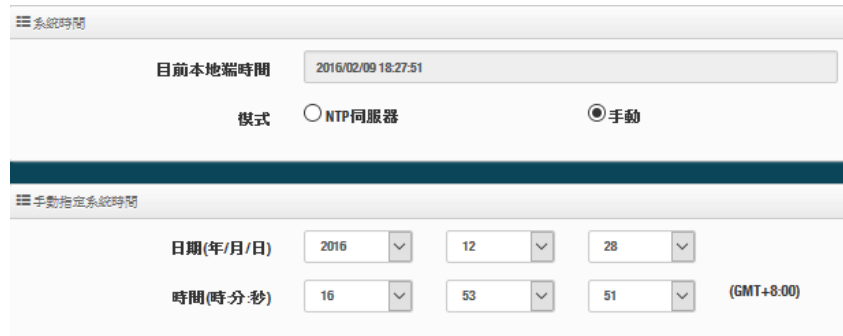 系統時間
目前本地端時間 2016/02/09 18:27:51
模式 NTP伺服器 手動
手動指定系統時間
日期(年/月/日) 2016 12 28
時間(時:分:秒) 16 53 51 (GMT+8:00)